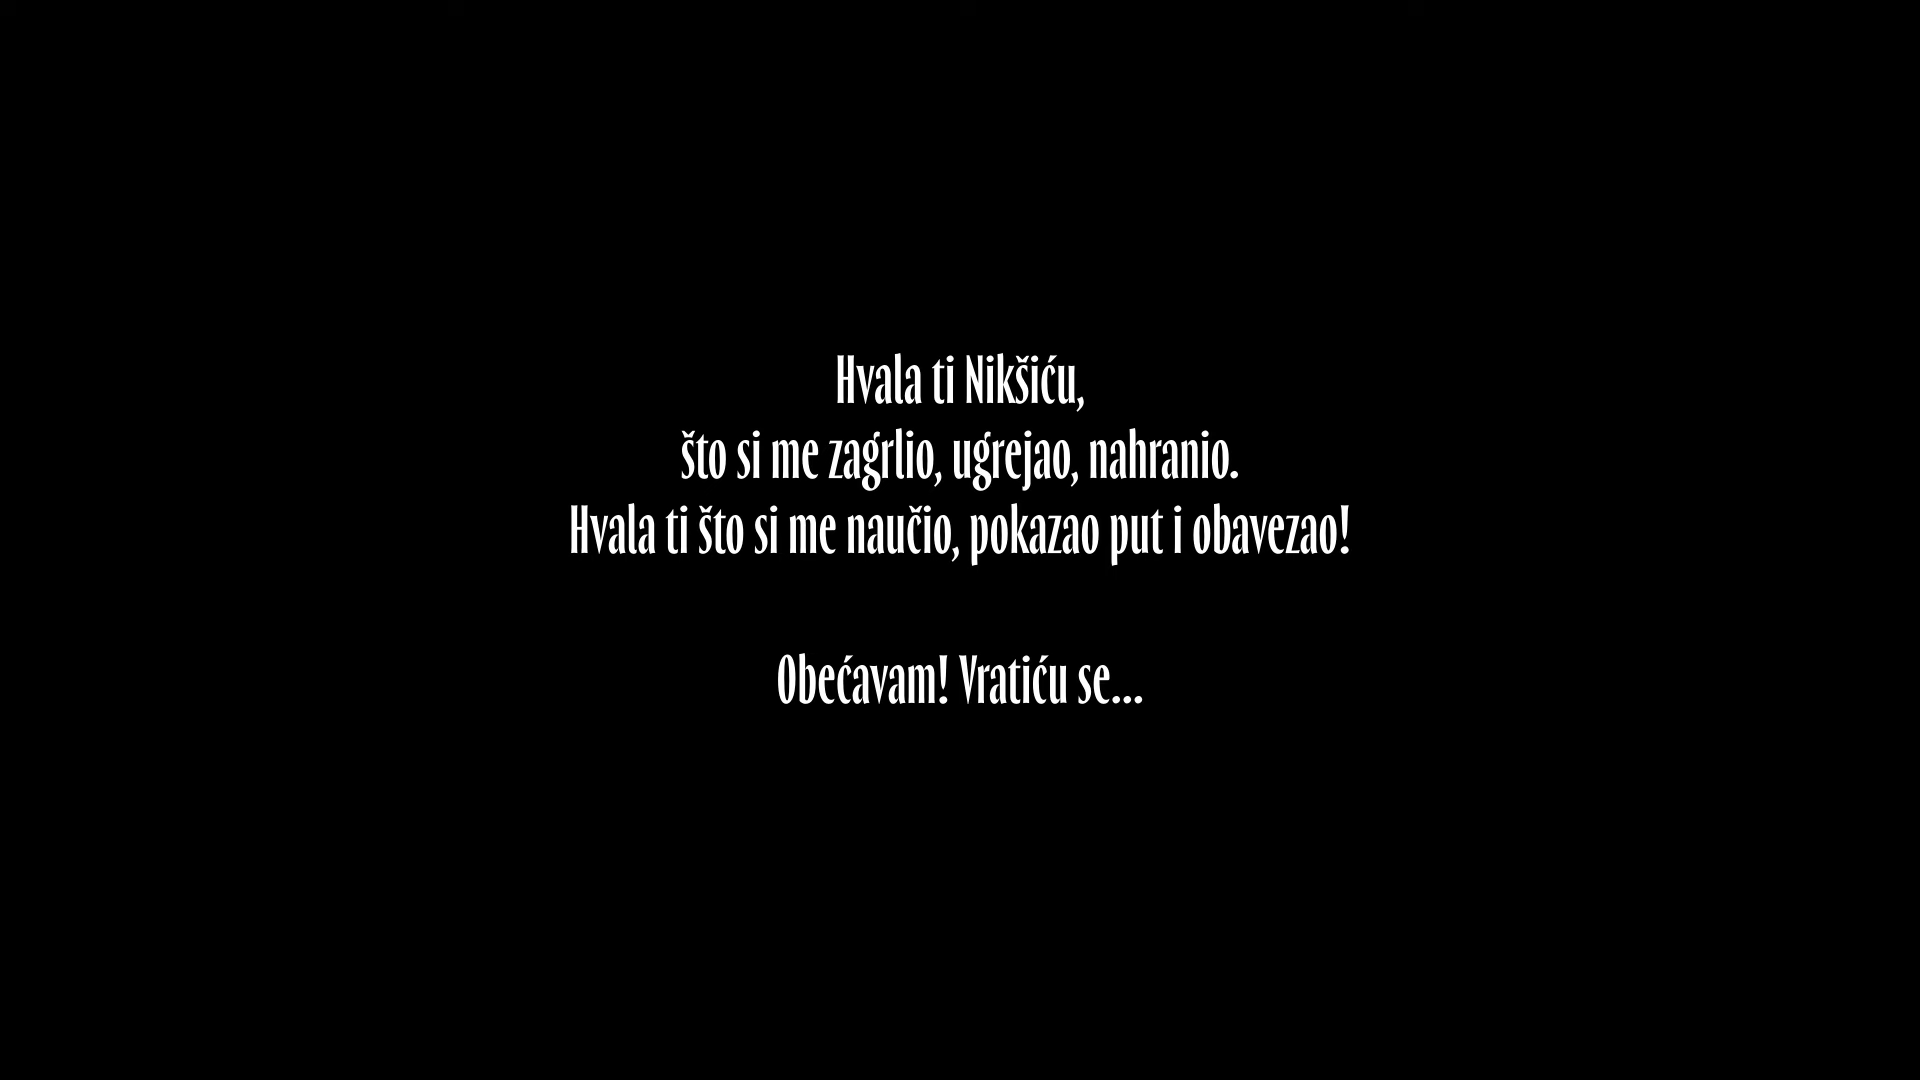 Hvala ti Nikšiću,
što si me zagrlio, ugrejao, nahranio.
Hvala ti što si me naučio, pokazao put i obavezao!
Obećavam! Vratiću se...